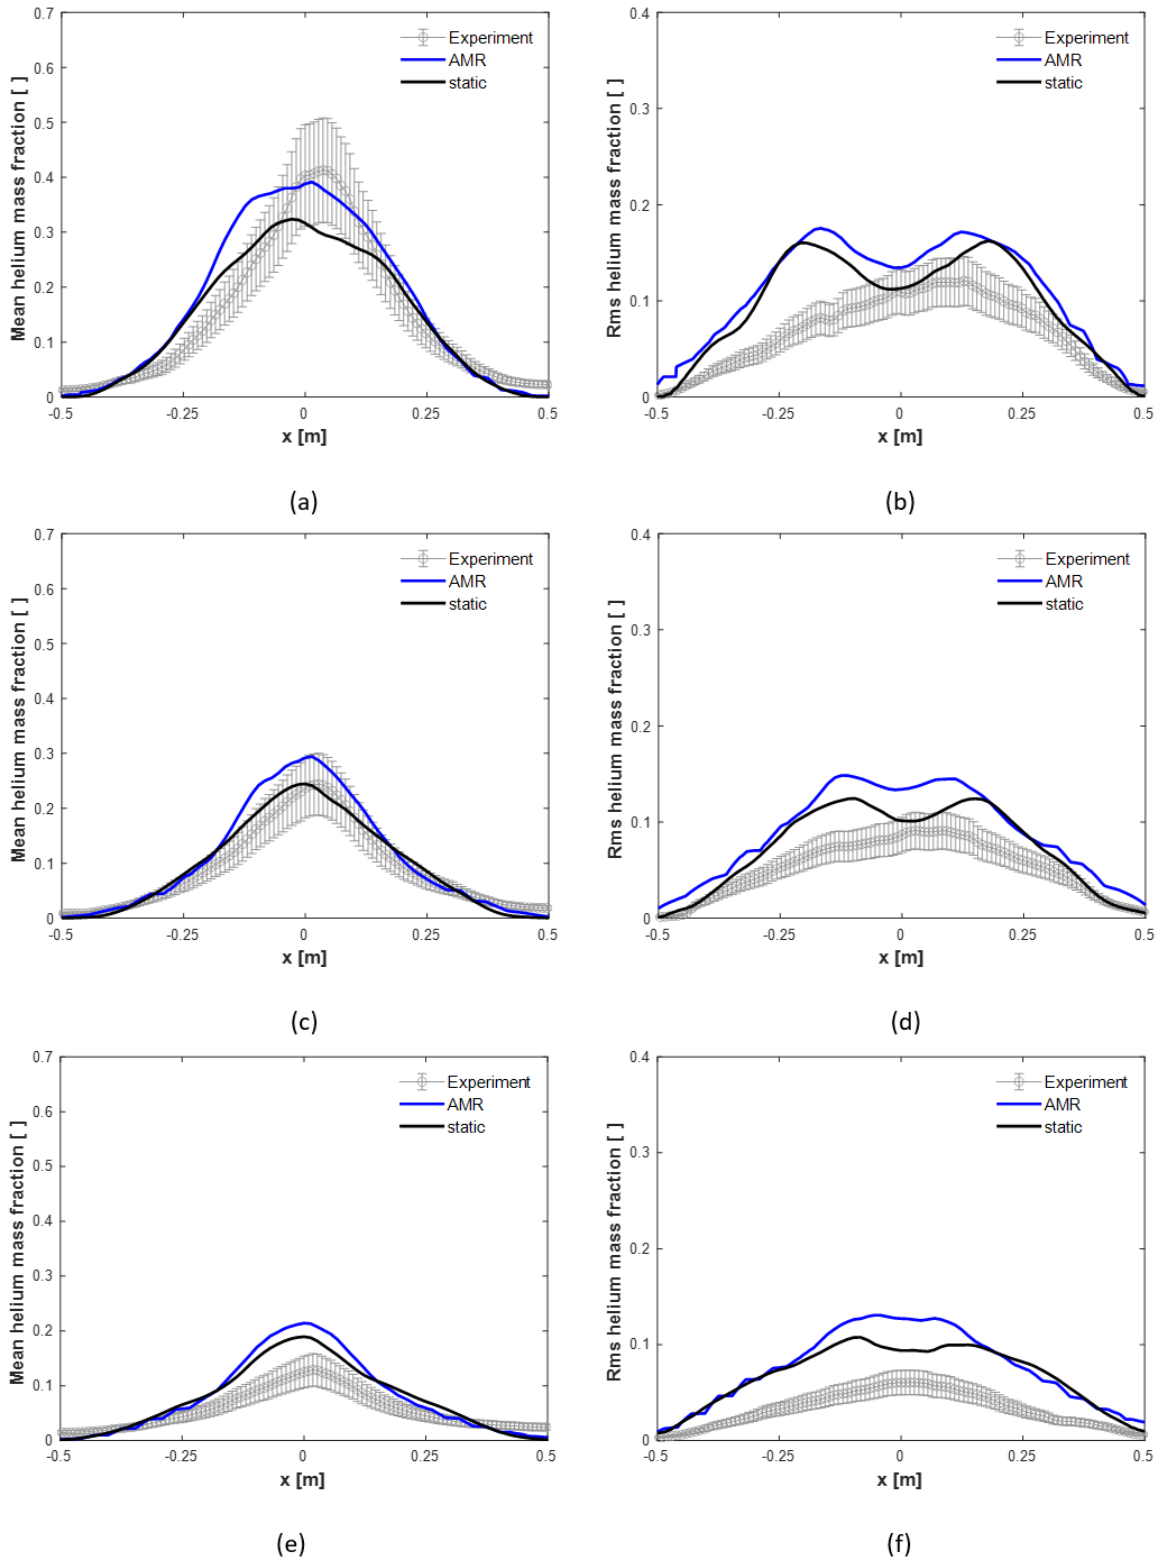 0.7
0.6
0.5
0.4
0.3
0.2
0.1
0
Mean helium mass fraction [ ]
Experiment
AMR
static
-0.5
-0.25
0
0.25
0.5
x [m]
(a)
0.4
0.3
0.2
0.1
0
Rms helium mass fraction [ ]
Experiment
AMR
static
-0.5
-0.25
0
0.25
0.5
x [m]
(b)
0.7
0.6
0.5
0.4
0.3
0.2
0.1
0
Mean helium mass fraction [ ]
Experiment
AMR
static
-0.5
-0.25
0
0.25
0.5
x [m]
(c)
0.4
0.3
0.2
0.1
0
Rms helium mass fraction [ ]
Experiment
AMR
static
-0.5
-0.25
0
0.25
0.5
x [m]
(d)
0.7
0.6
0.5
0.4
0.3
0.2
0.1
0
Mean helium mass fraction [ ]
Experiment
AMR
static
-0.5
-0.25
0
0.25
0.5
x [m]
(e)
0.4
0.3
0.2
0.1
0
Rms helium mass fraction [ ]
Experiment
AMR
static
-0.5
-0.25
0
0.25
0.5
x [m]
(f)